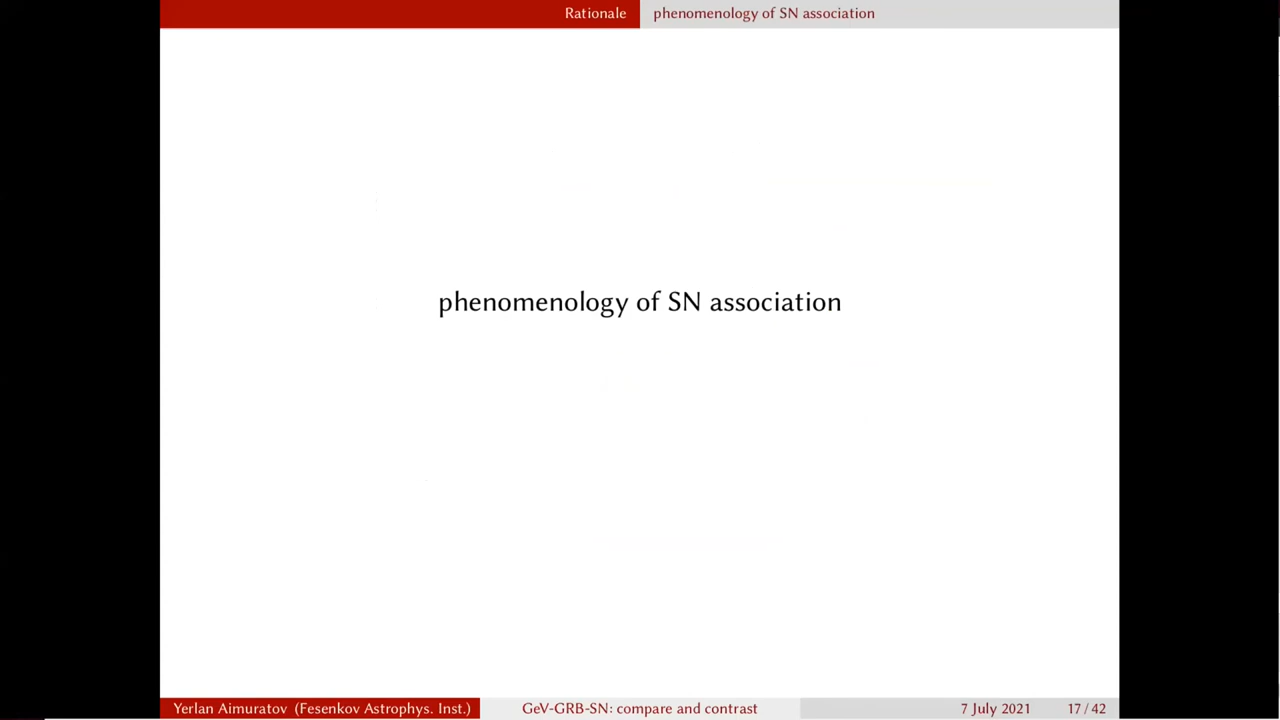 Rationale phenomenology of SN association
phenomenology of SN association
Yerlan Aimuratov (Fesenkov Astrophys. Inst.) GeV-GRB-SN: compare and contrast 7 July 2021 17 / 42